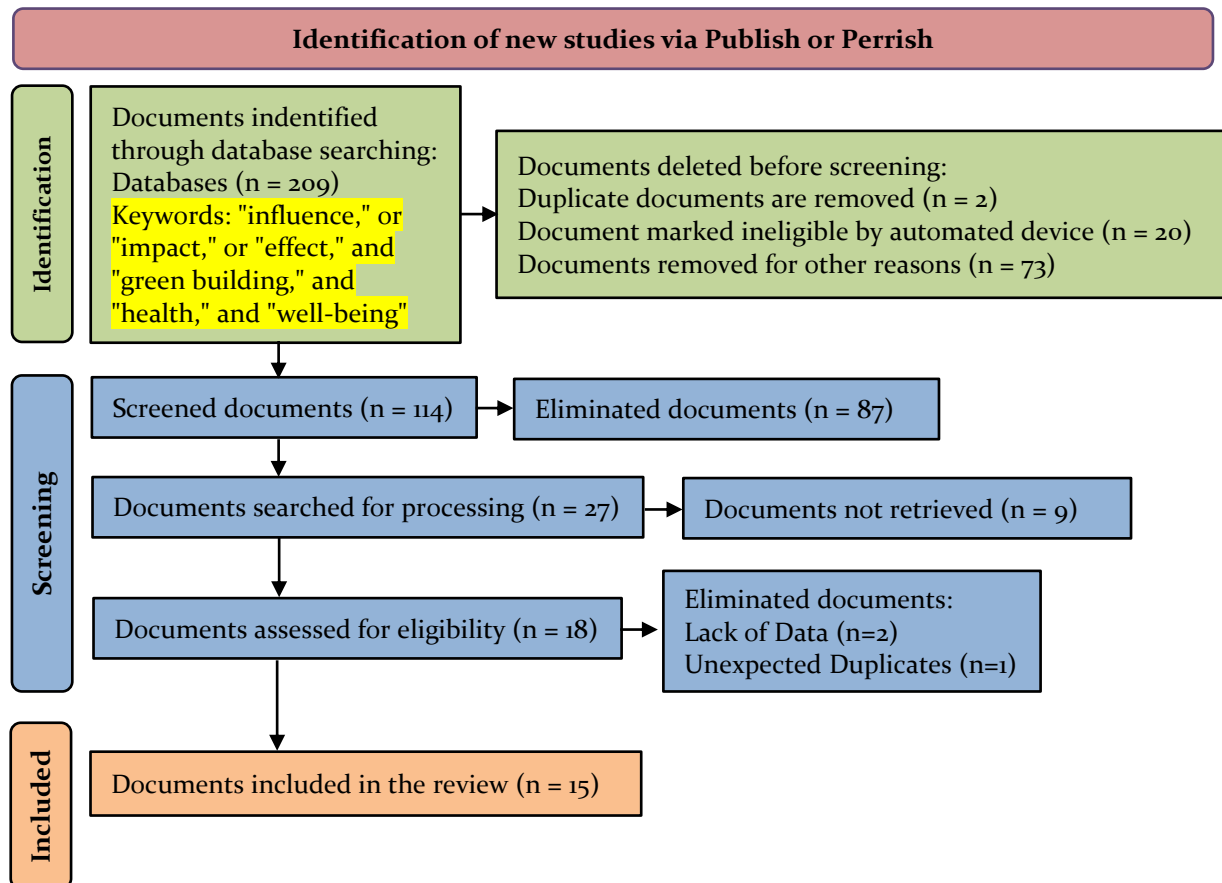 Identification of new studies via Publish or Perrish
Identification
Documents indentified
through database searching:
Databases (n = 209)
Keywords: "influence," or
"impact," or "effect," and
"green building," and
"health," and "well-being"
Documents deleted before screening:
Duplicate documents are removed (n = 2)
Document marked ineligible by automated device (n = 20)
Documents removed for other reasons (n = 73)
Screening
Screened documents (n = 114)
Eliminated documents (n = 87)
Documents searched for processing (n = 27)
Documents not retrieved (n = 9)
Documents assessed for eligibility (n = 18)
Eliminated documents:
Lack of Data (n=2)
Unexpected Duplicates (n=1)
Included
Documents included in the review (n = 15)